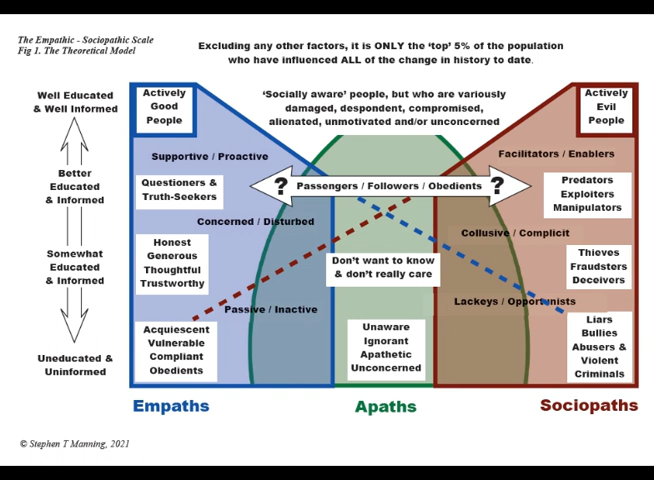 The Empathic - Sociopathic Scale
Fig 1. The Theoretical Model
Excluding any other factors, it is ONLY the 'top' 5% of the population
who have influenced ALL of the change in history to date.
'Socially aware' people, but who are variously
damaged, despondent, compromised,
alienated, unmotivated and/or unconcerned
Well Educated
& Well Informed
Better
Educated
& Informed
Somewhat
Educated
& Informed
Uneducated &
Uninformed
Actively
Good
People
Supportive / Proactive
Questioners &
Truth-Seekers
Concerned / Disturbed
Honest
Generous
Thoughtful
Trustworthy
Passive / Inactive
Acquiescent
Vulnerable
Compliant
Obedients
? Passengers / Followers / Obedients ?
Don't want to know
& don't really care
Unaware
Ignorant
Apathetic
Unconcerned
Actively
Evil
People
Facilitators / Enablers
Predators
Exploiters
Manipulators
Collusive / Complicit
Thieves
Fraudsters
Deceivers
Lackeys / Opportunists
Liars
Bullies
Abusers &
Violent
Criminals
Empaths
Apaths
Sociopaths
© Stephen T Manning, 2021